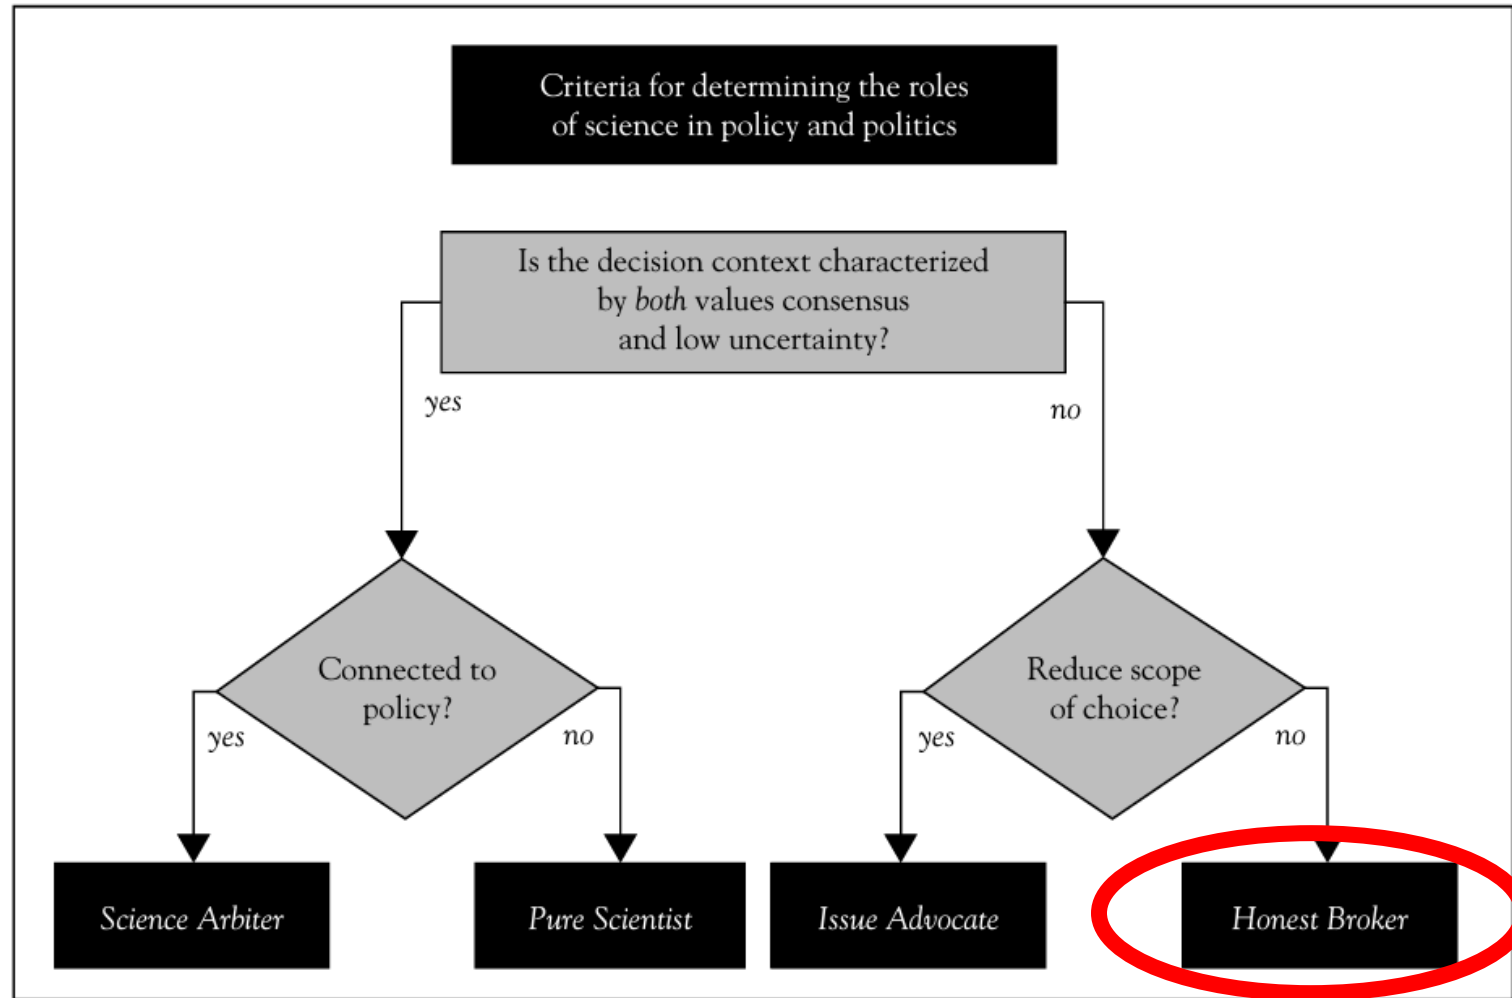 Criteria for determining the roles
of science in policy and politics
Is the decision context characterized
by both values consensus
and low uncertainty?
yes
no
Connected to
policy?
yes
no
Reduce scope
of choice?
yes
no
Science Arbiter
Pure Scientist
Issue Advocate
Honest Broker